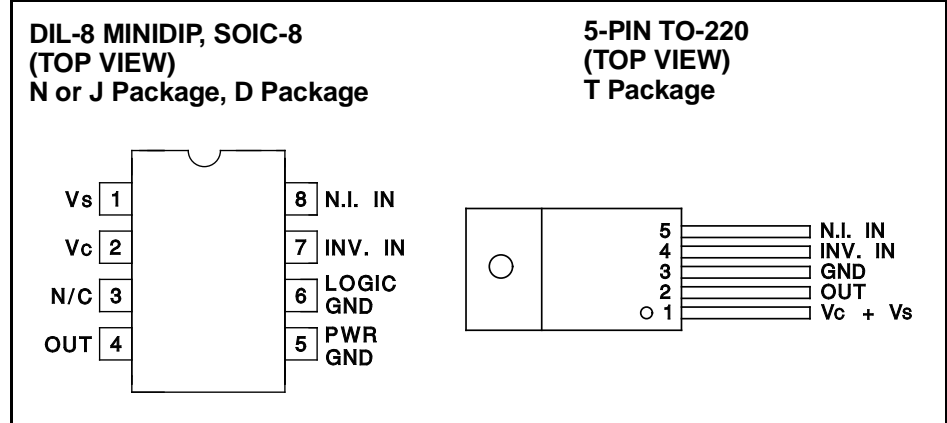 DIL-8 MINIDIP, SOIC-8
(TOP VIEW)
N or J Package, D Package
Vs 1
Vc 2
N/C 3
OUT 4
8 N.I. IN
7 INV. IN
6 LOGIC
GND
5 PWR
GND
5-PIN TO-220
(TOP VIEW)
T Package
5 N.I. IN
4 INV. IN
3 GND
2 OUT
1 Vc + Vs